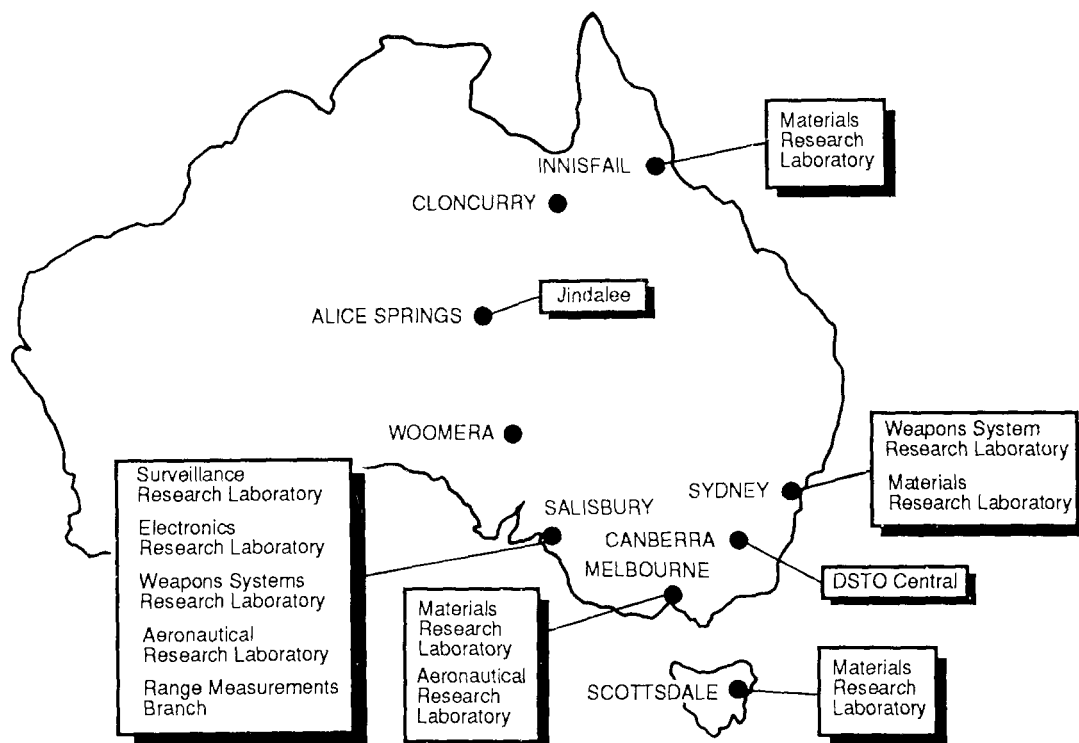 Materials
Research
Laboratory
INNISFAIL
CLONCURRY
Jindalee
ALICE SPRINGS
WOOMERA
Weapons System
Research Laboratory
Materials
Research Laboratory
SYDNEY
Surveillance
Research Laboratory
Electronics
Research Laboratory
Weapons Systems
Research Laboratory
Aeronautical
Research Laboratory
Range Measurements
Branch
SALISBURY
CANBERRA
DSTO Central
MELBOURNE
Materials
Research
Laboratory
Aeronautical
Research
Laboratory
SCOTTSDALE
Materials
Research
Laboratory